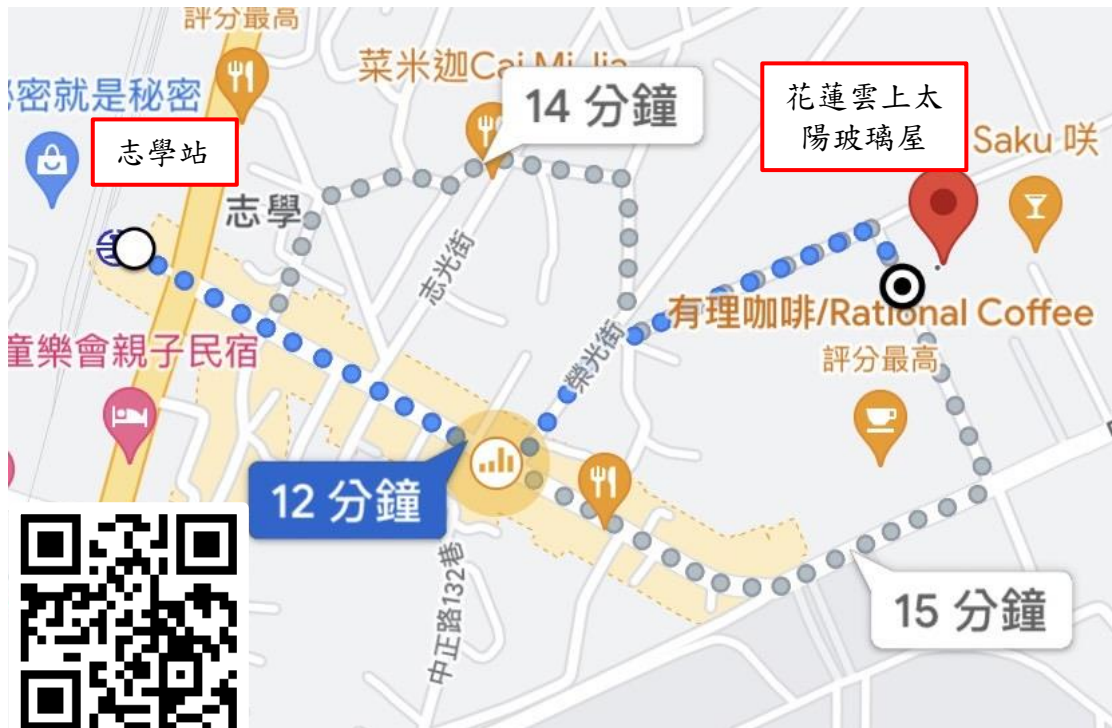 評分最高
菜米迦Cai Mi Jia
密就是秘密
14 分鐘
花蓮雲上太
陽玻璃屋
志學站
Saku 咲
志學
志光街
有理咖啡/Rational Coffee
童樂會親子民宿
榮光街
評分最高
12 分鐘
中正路132巷
15 分鐘